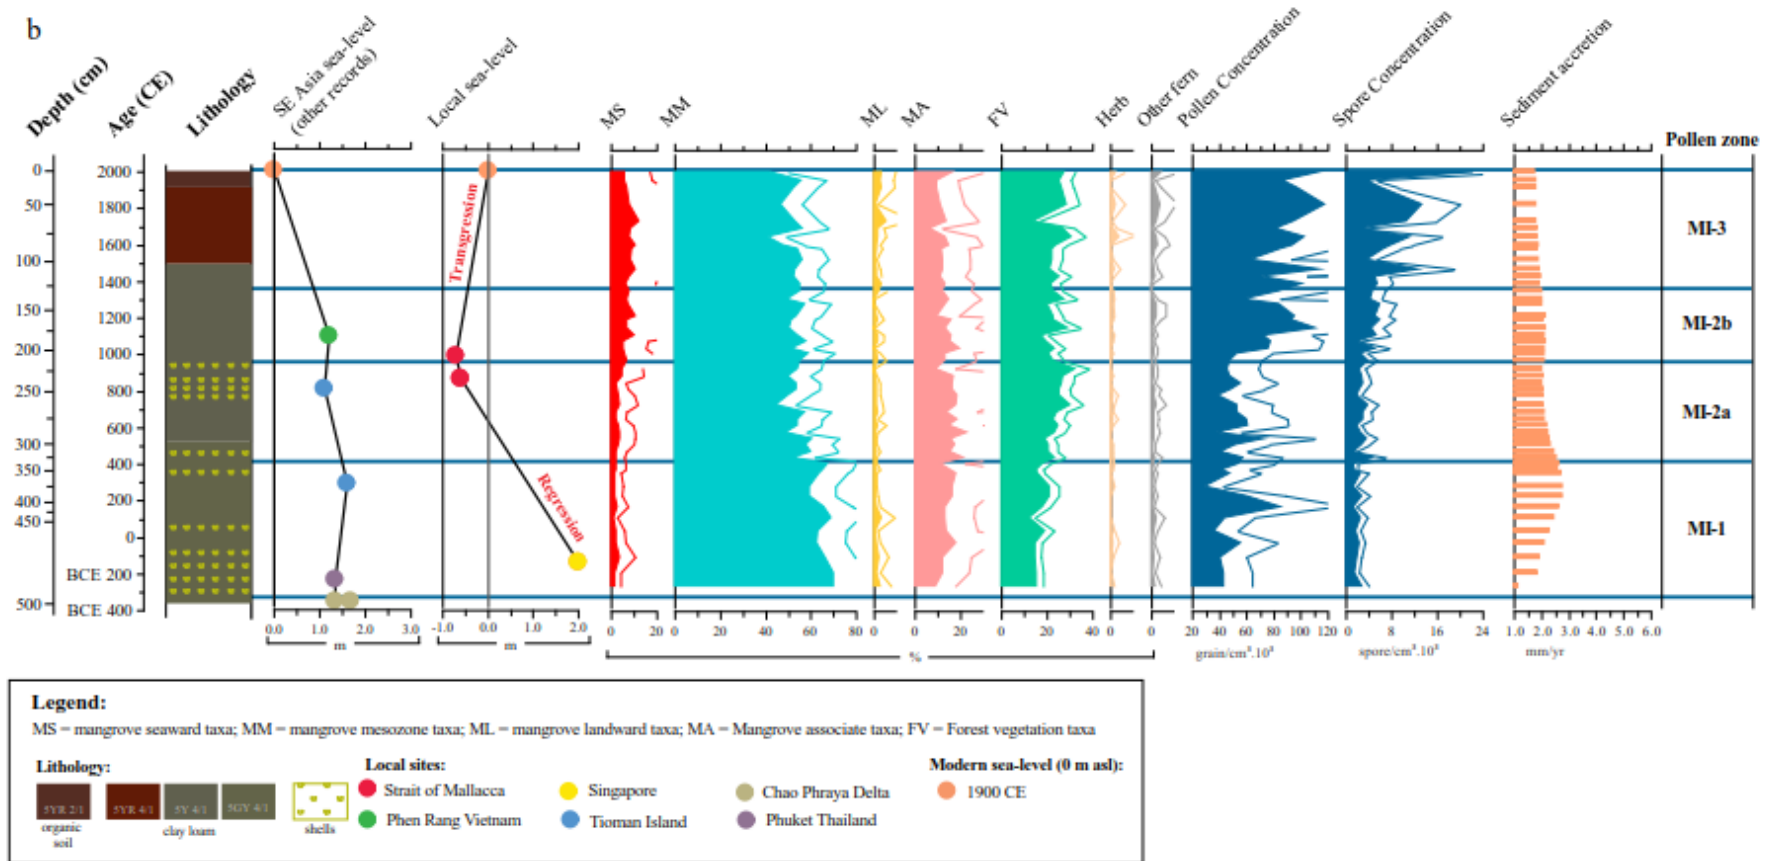 b
Depth (cm)
Age (CE)
Lithology
SE Asia sea-level
(other records)
Local sea-level
MS
MM
ML
MA
FV
Herb
Other fern
Pollen Concentration
Spore Concentration
Sediment accretion
Pollen zone
0
50
100
150
200
250
300
350
400
450
500
2000
1800
1600
1400
1200
1000
800
600
400
200
0
BCE 200
BCE 400
Transgression
Regression
MI-3
MI-2b
MI-2a
MI-1
0.0 1.0 2.0 3.0
m
-1.0 0.0 2.0
m
0 20
0 20 40 60 80
0
0 20
0 20 40
0
0
%
20 40 60 80 100 120
grain/cm³.10³
0 8 16 24
spore/cm³.10³
1.0 2.0 3.0 4.0 5.0 6.0
mm/yr
Legend:
MS = mangrove seaward taxa; MM = mangrove mesozone taxa; ML = mangrove landward taxa; MA = Mangrove associate taxa; FV = Forest vegetation taxa
Lithology:
5YR 2/1 5YR 4/1 5Y 4/1 5GY 4/1
organic
soil
clay loam
shells
Local sites:
Strait of Mallacca
Singapore
Chao Phraya Delta
Phen Rang Vietnam
Tioman Island
Phuket Thailand
Modern sea-level (0 m asl):
1900 CE